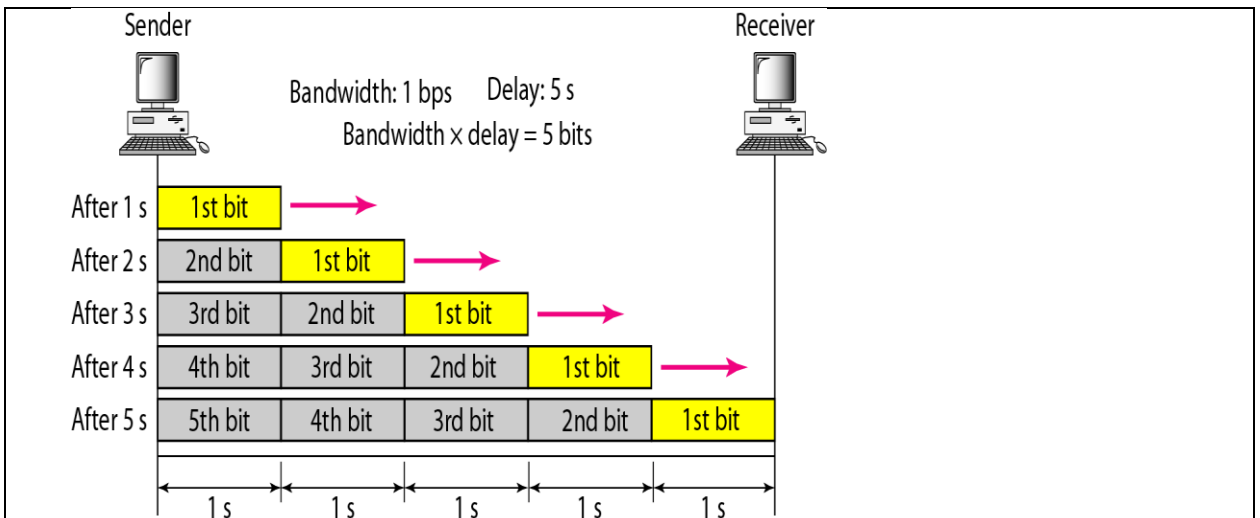 Sender Receiver
Bandwidth: 1 bps Delay: 5 s
Bandwidth × delay = 5 bits
After 1 s 1st bit
After 2 s 2nd bit 1st bit
After 3 s 3rd bit 2nd bit 1st bit
After 4 s 4th bit 3rd bit 2nd bit 1st bit
After 5 s 5th bit 4th bit 3rd bit 2nd bit 1st bit
1 s 1 s 1 s 1 s 1 s